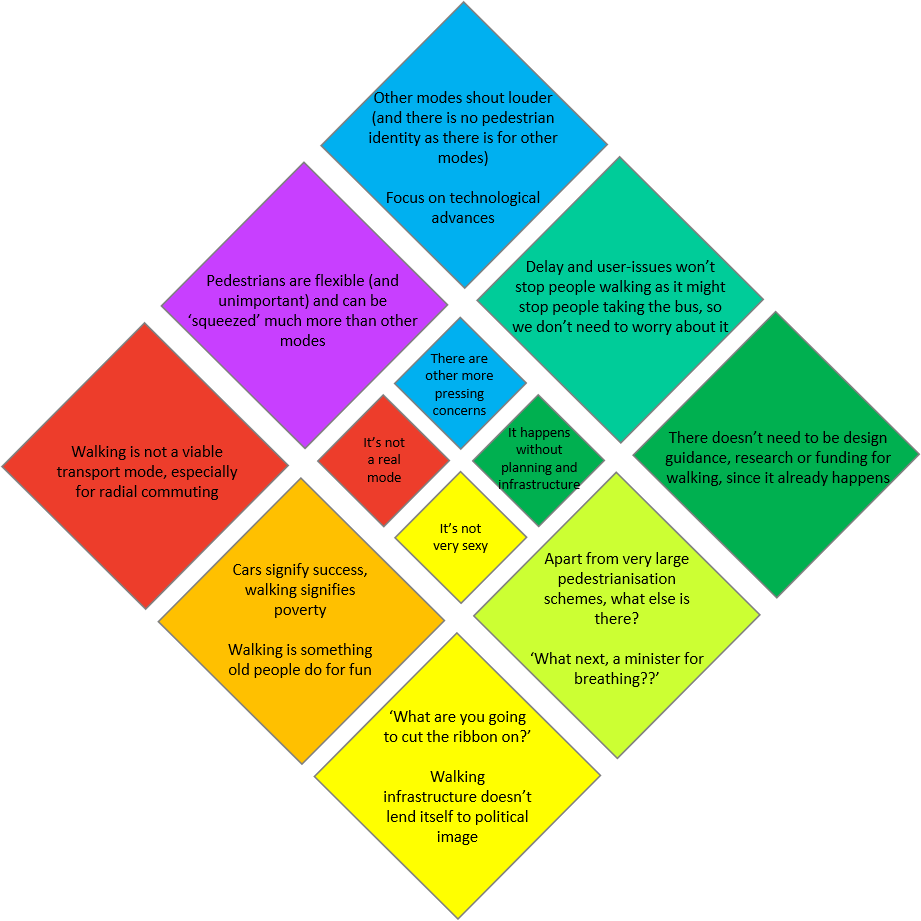 Other modes shout louder
(and there is no pedestrian
identity as there is for other
modes)
Focus on technological
advances
Pedestrians are flexible (and
unimportant) and can be
‘squeezed’ much more than other
modes
Delay and user-issues won’t
stop people walking as it might
stop people taking the bus, so
we don’t need to worry about it
There are
other more
pressing
concerns
Walking is not a viable
transport mode, especially
for radial commuting
It’s not
a real
mode
It happens
without
planning and
infrastructure
There doesn’t need to be design
guidance, research or funding for
walking, since it already happens
It’s not
very sexy
Cars signify success,
walking signifies
poverty
Walking is something
old people do for fun
Apart from very large
pedestrianisation
schemes, what else is
there?
‘What next, a minister for
breathing??’
‘What are you going
to cut the ribbon on?’
Walking
infrastructure doesn’t
lend itself to political
image